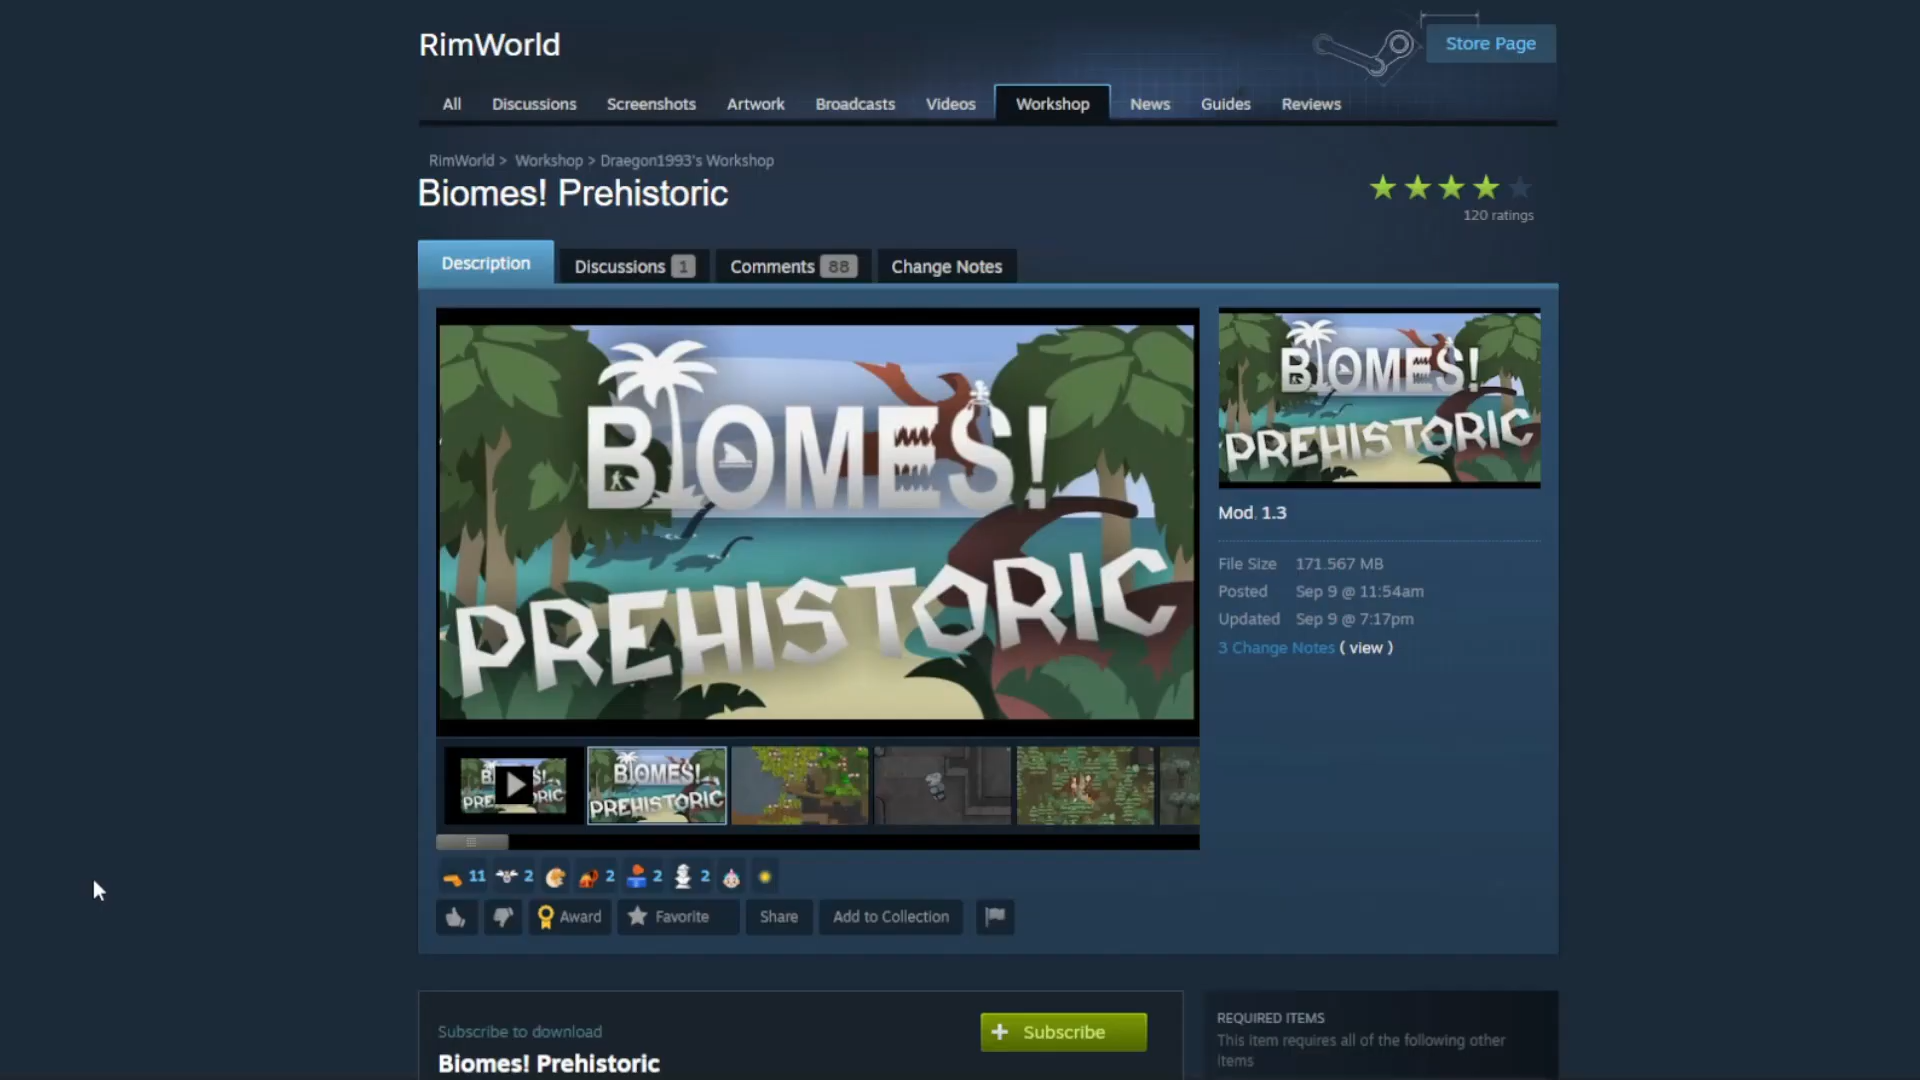 RimWorld
Store Page
All Discussions Screenshots Artwork Broadcasts Videos Workshop News Guides Reviews
RimWorld > Workshop > Draegon1993's Workshop
Biomes! Prehistoric
120 ratings
Description Discussions 1 Comments 88 Change Notes
BIOMES!
PREHISTORIC
BIOMES!
PREHISTORIC
Mod, 1.3
File Size 171.567 MB
Posted Sep 9 @ 11:54am
Updated Sep 9 @ 7:17pm
3 Change Notes ( view )
BIOMES!
PREHISTORIC
11 2 2 2 2
Award Favorite Share Add to Collection
Subscribe to download
Biomes! Prehistoric
Subscribe
REQUIRED ITEMS
This item requires all of the following other
items